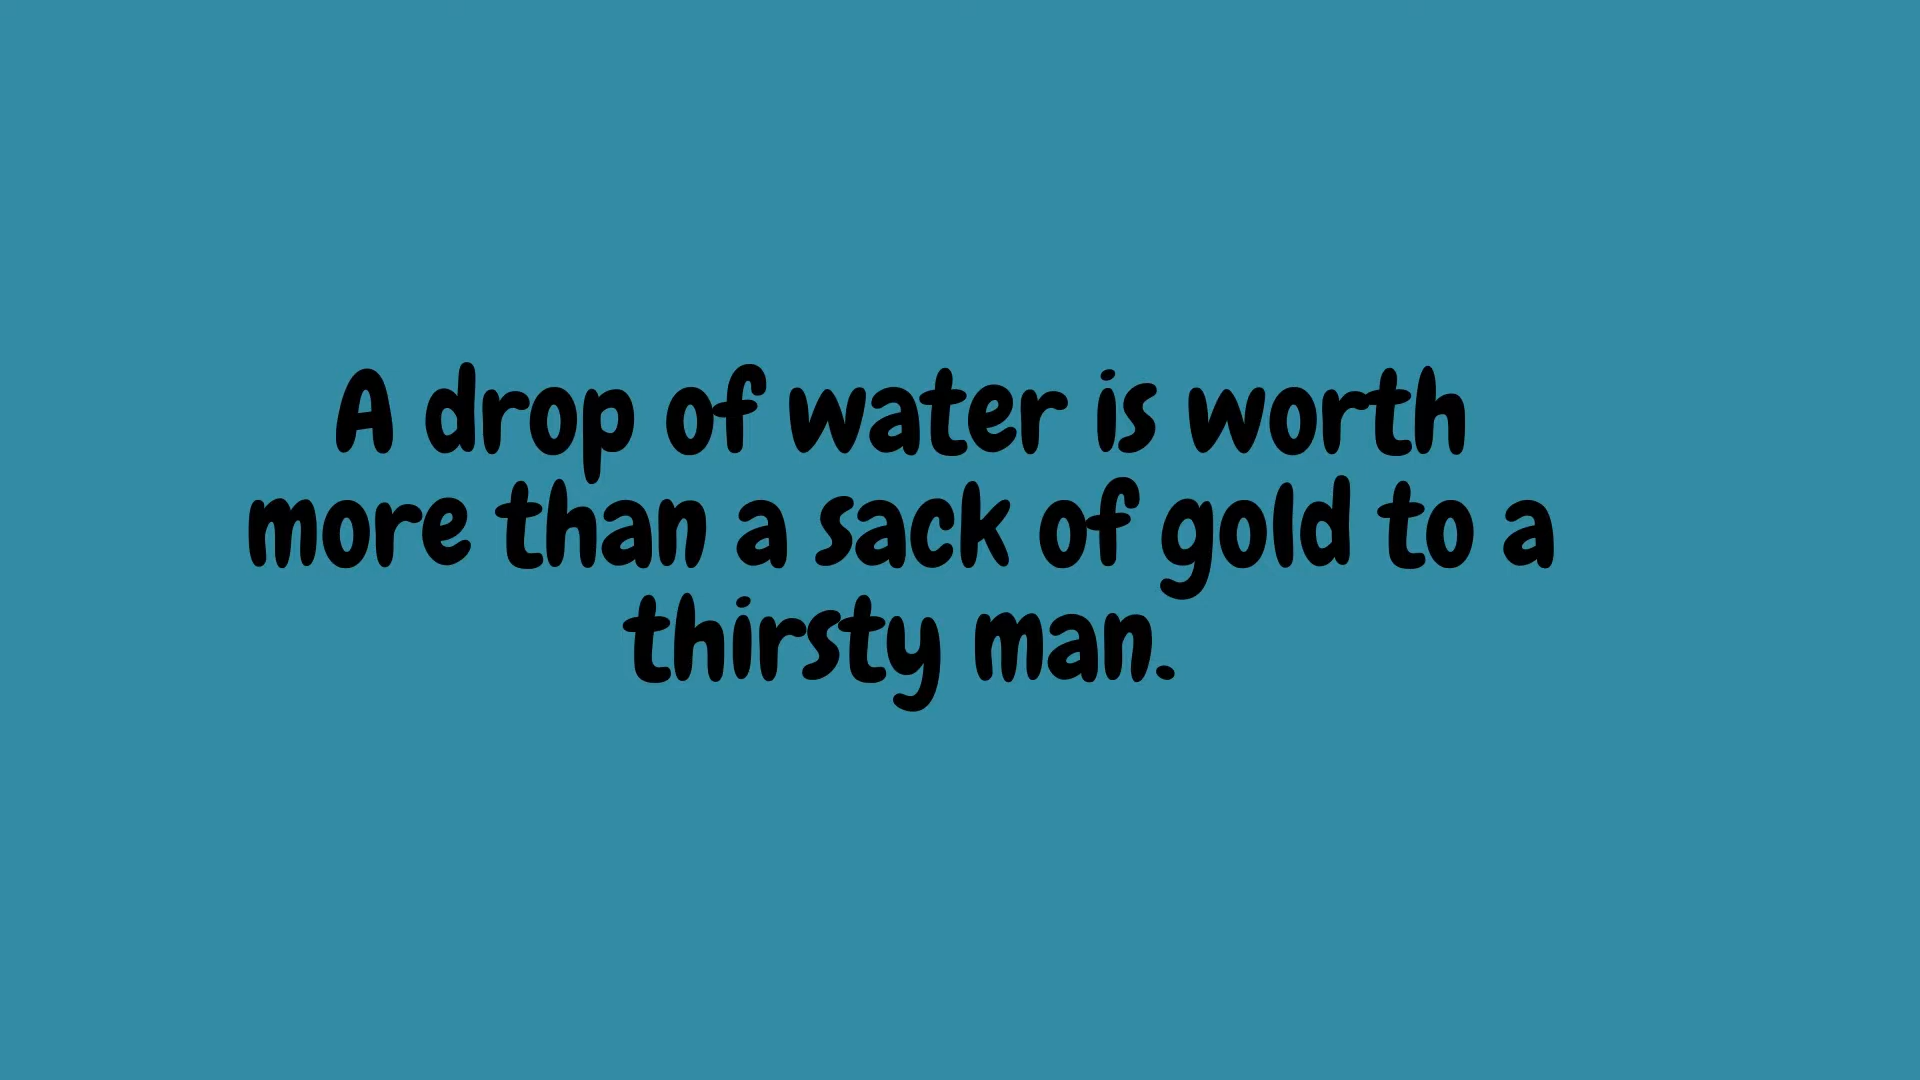 A drop of water is worth
more than a sack of gold to a
thirsty man.